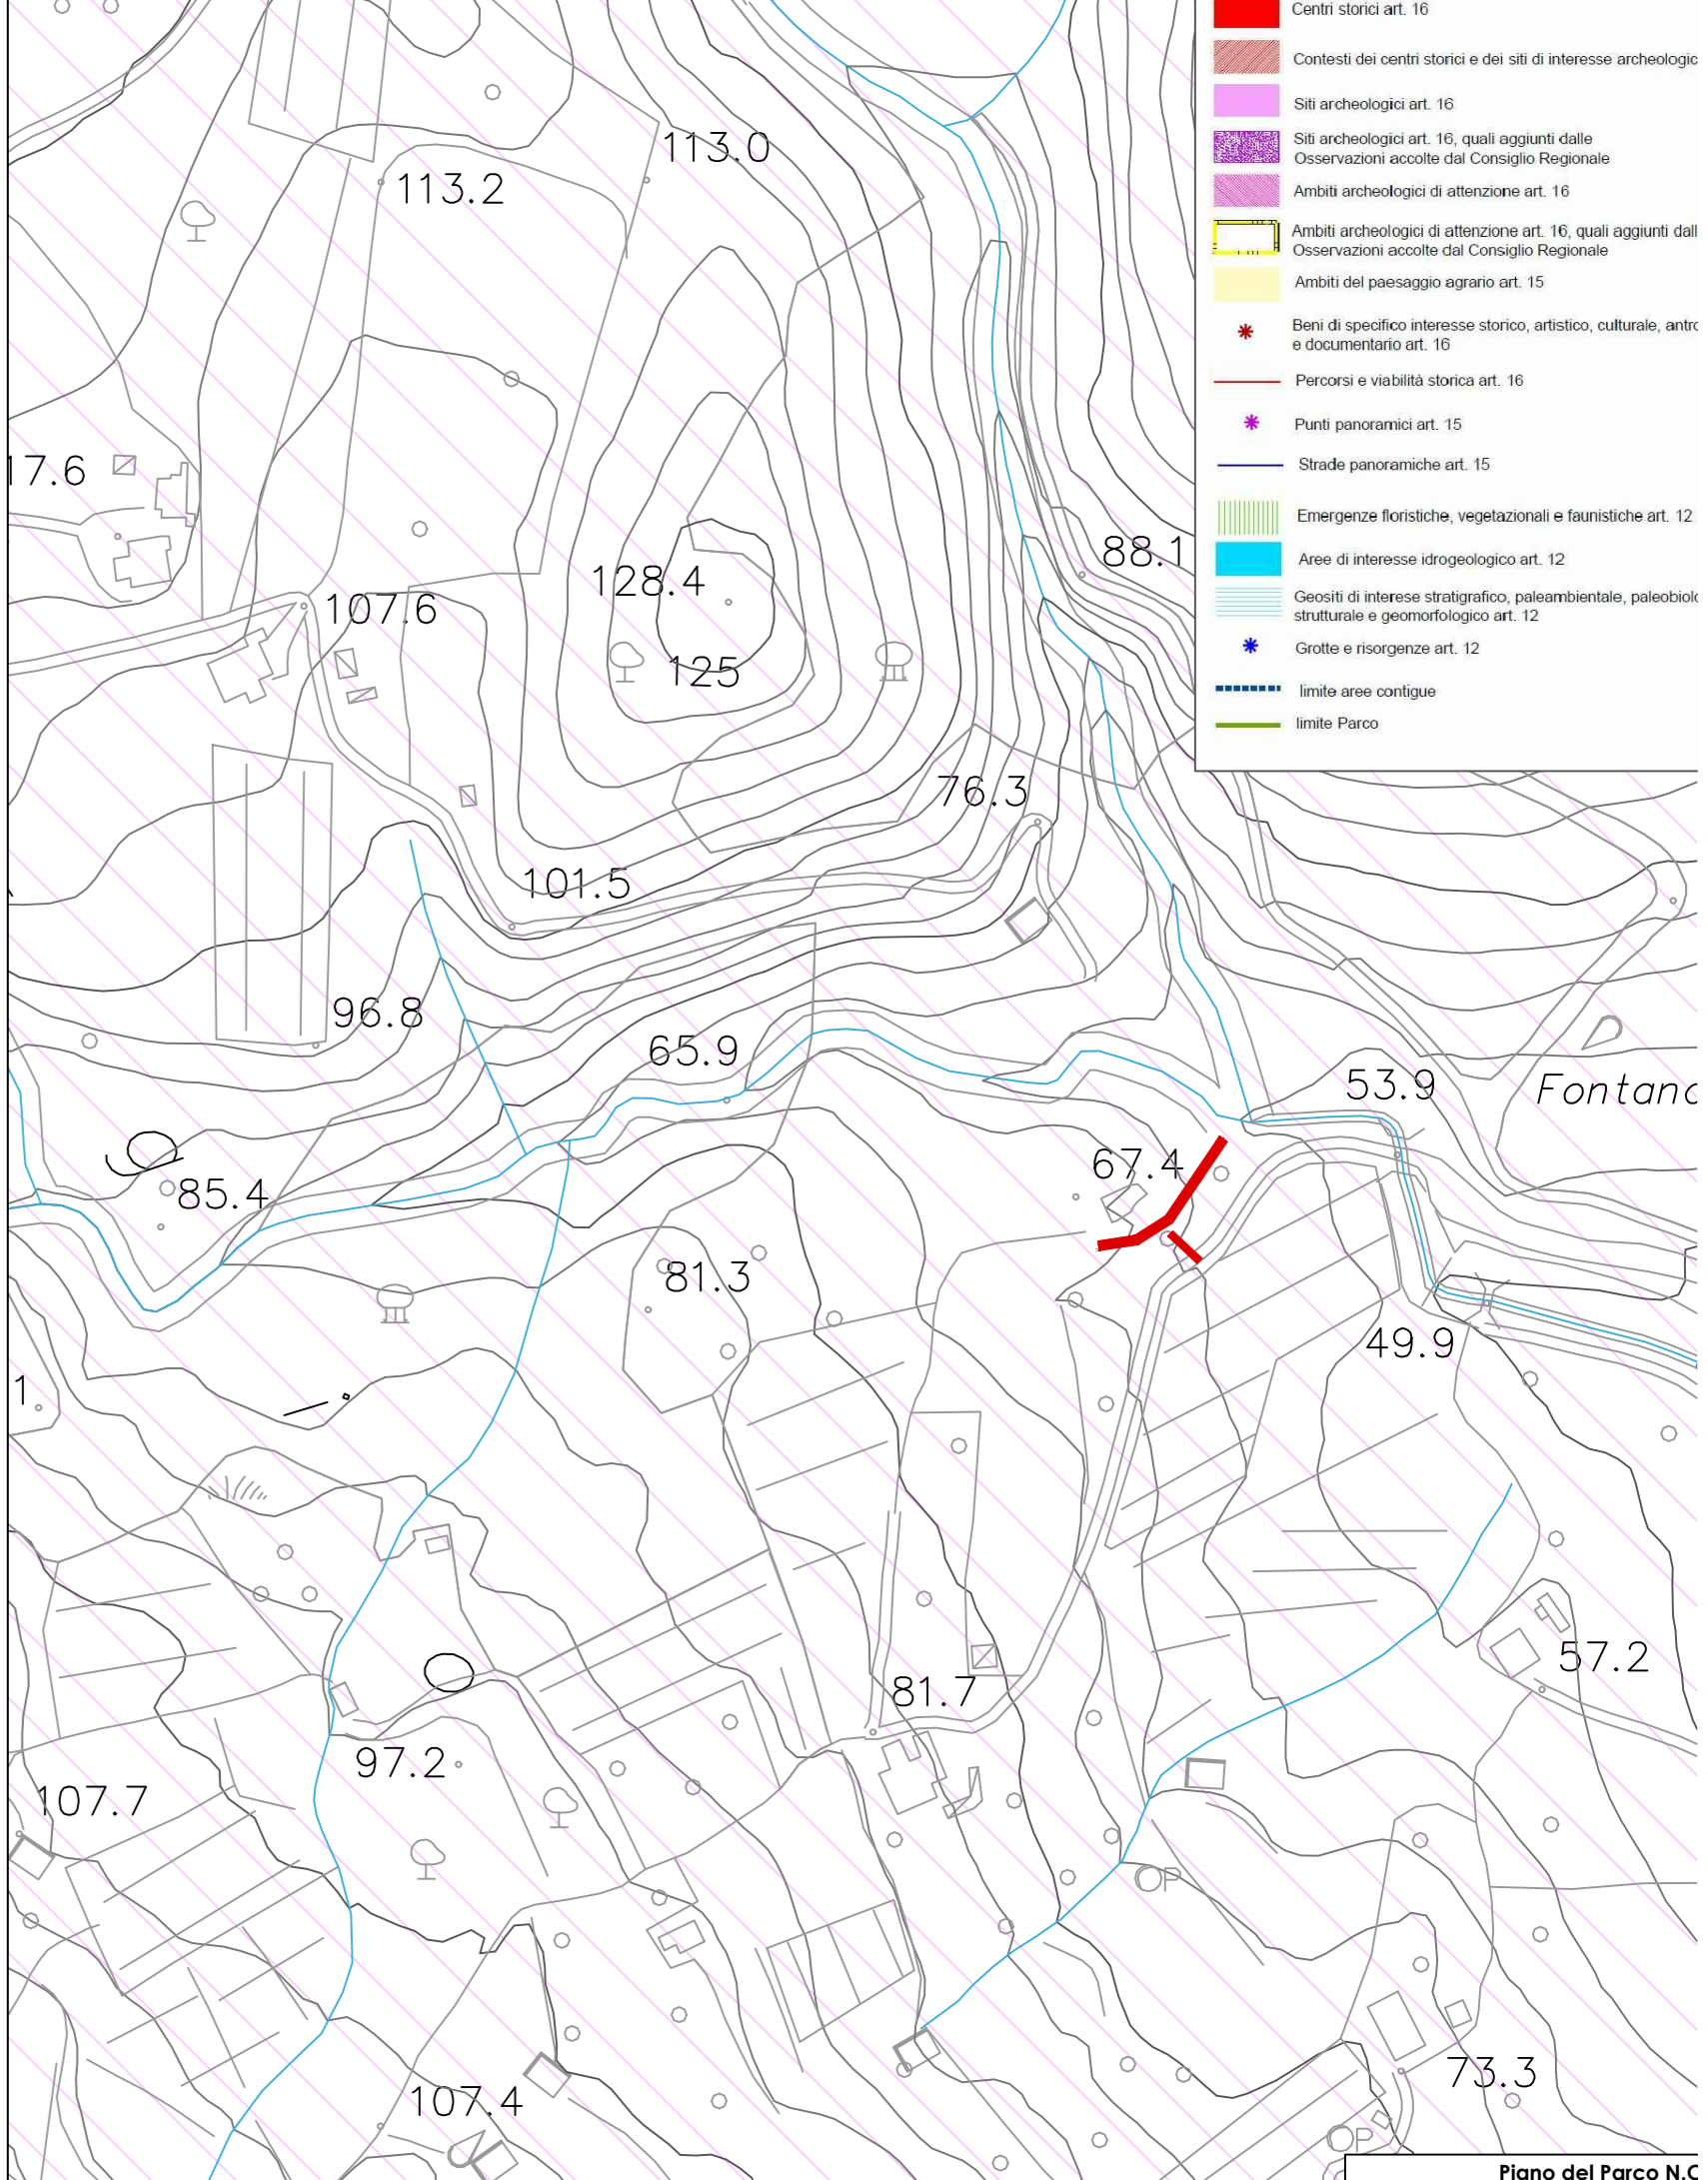 Centri storici art. 16
Contesti dei centri storici e dei siti di interesse
Siti archeologici art. 16
Siti archeologici art. 16, quali aggiunti dalle
Osservazioni accolte dal Consiglio Regionale
Ambiti archeologici di attenzione art. 16
Ambiti archeologici di attenzione art. 16, quali aggiunti
Osservazioni accolte dal Consiglio Regionale
Ambiti del paesaggio agrario art. 15
Beni di specifico interesse storico, artistico, culturale,
e documentario art. 16
Percorsi e viabilità storica art. 16
Punti panoramici art. 15
Strade panoramiche art. 15
Emergenze floristiche, vegetazionali e faunistiche art. 12
Aree di interesse idrogeologico art. 12
Geositi di interese stratigrafico, paleambientale,
strutturale e geomorfologico art. 12
Grotte e risorgenze art. 12
limite aree contigue
limite Parco
113.0
113.2
17.6
88.1
128.4
107.6
125
76.3
101.5
96.8
65.9
53.9
67.4
85.4
81.3
49.9
1
57.2
81.7
97.2
107.7
P
73.3
107.4
P
Piano del Parco